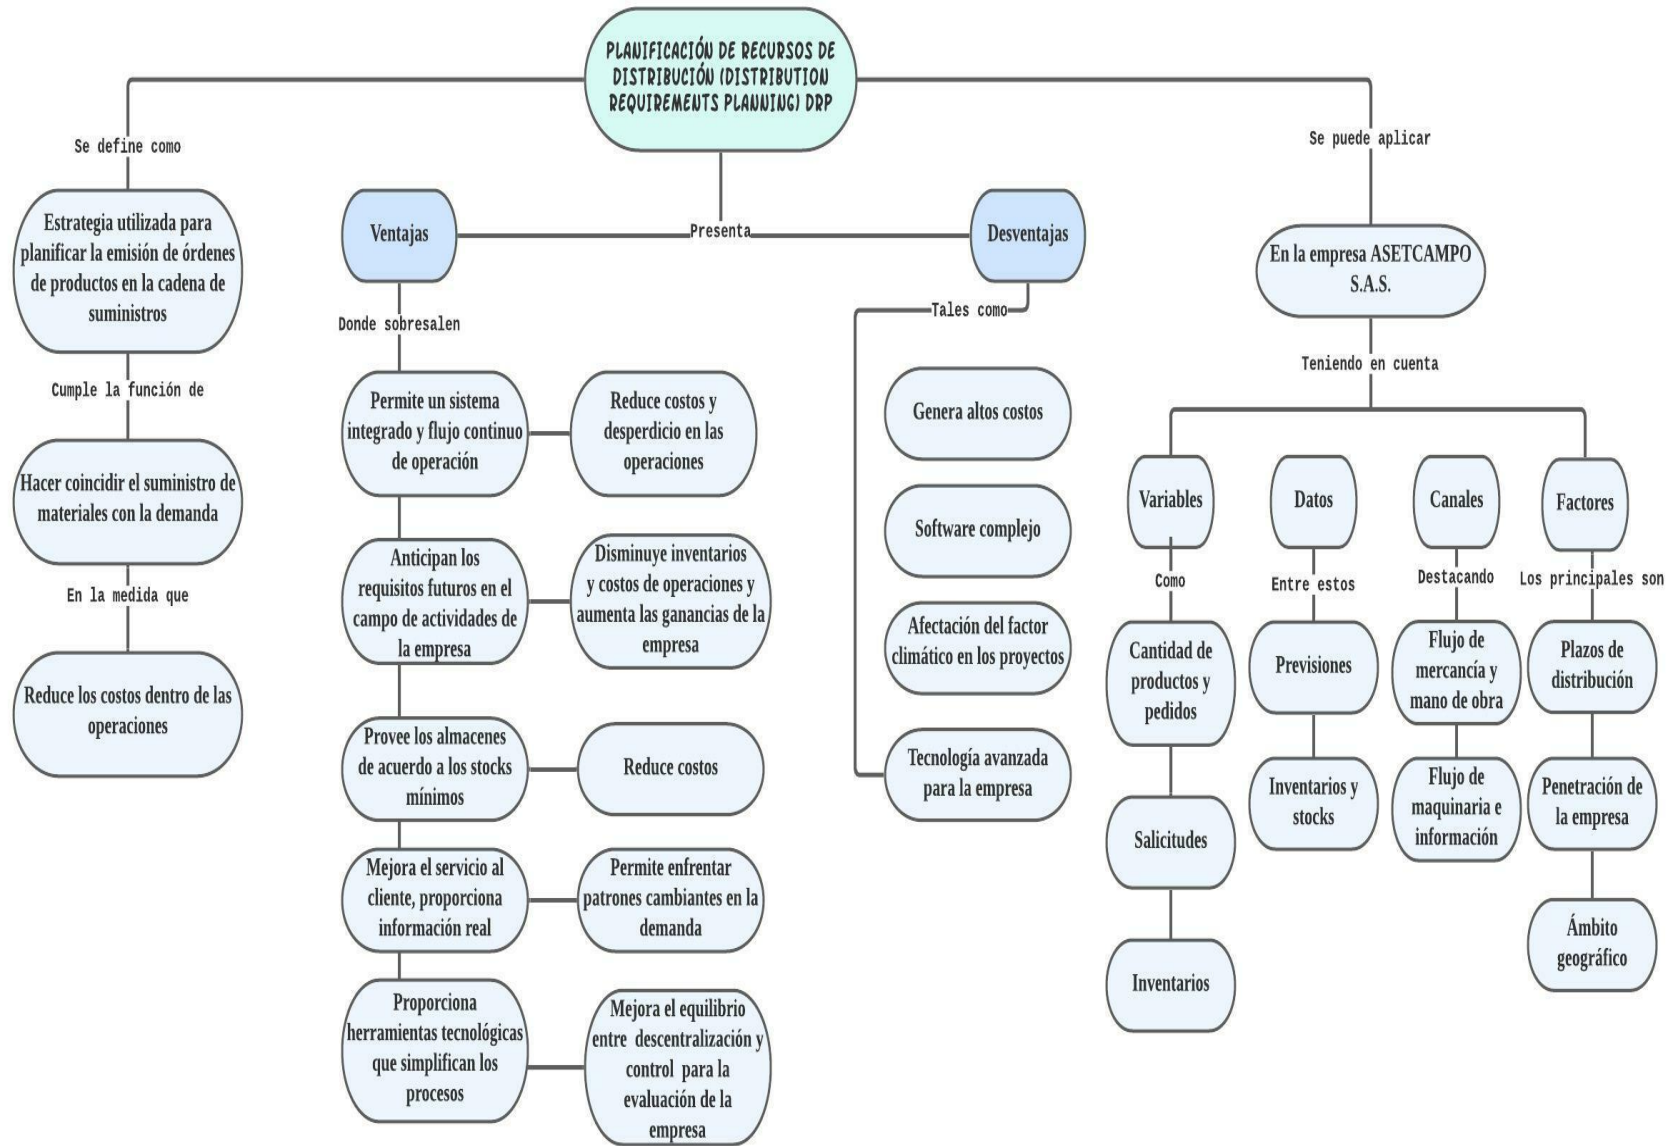 PLANIFICACIÓN DE RECURSOS DE
DISTRIBUCIÓN (DISTRIBUTION
REQUIREMENTS PLANNING) DRP
Se define como
Estrategia utilizada para
planificar la emisión de órdenes
de productos en la cadena de
suministros
Cumple la función de
Hacer coincidir el suministro de
materiales con la demanda
En la medida que
Reduce los costos dentro de las
operaciones
Presenta
Ventajas
Donde sobresalen
Permite un sistema
integrado y flujo continuo
de operación
Reduce costos y
desperdicio en las
operaciones
Anticipan los
requisitos futuros en el
campo de actividades de
la empresa
Disminuye inventarios
y costos de operaciones y
aumenta las ganancias de la
empresa
Provee los almacenes
de acuerdo a los stocks
mínimos
Reduce costos
Mejora el servicio al
cliente, proporciona
información real
Permite enfrentar
patrones cambiantes en la
demanda
Proporciona
herramientas tecnológicas
que simplifican los
procesos
Mejora el equilibrio
entre descentralización y
control para la
evaluación de la
empresa
Desventajas
Tales como
Genera altos costos
Software complejo
Afectación del factor
climático en los proyectos
Tecnología avanzada
para la empresa
Se puede aplicar
En la empresa ASETCAMPO
S.A.S.
Teniendo en cuenta
Variables
Como
Cantidad de
productos y
pedidos
Salicitudes
Inventarios
Datos
Entre estos
Previsiones
Inventarios y
stocks
Canales
Destacando
Flujo de
mercancía y
mano de obra
Flujo de
maquinaria e
información
Factores
Los principales son
Plazos de
distribución
Penetración de
la empresa
Ámbito
geográfico